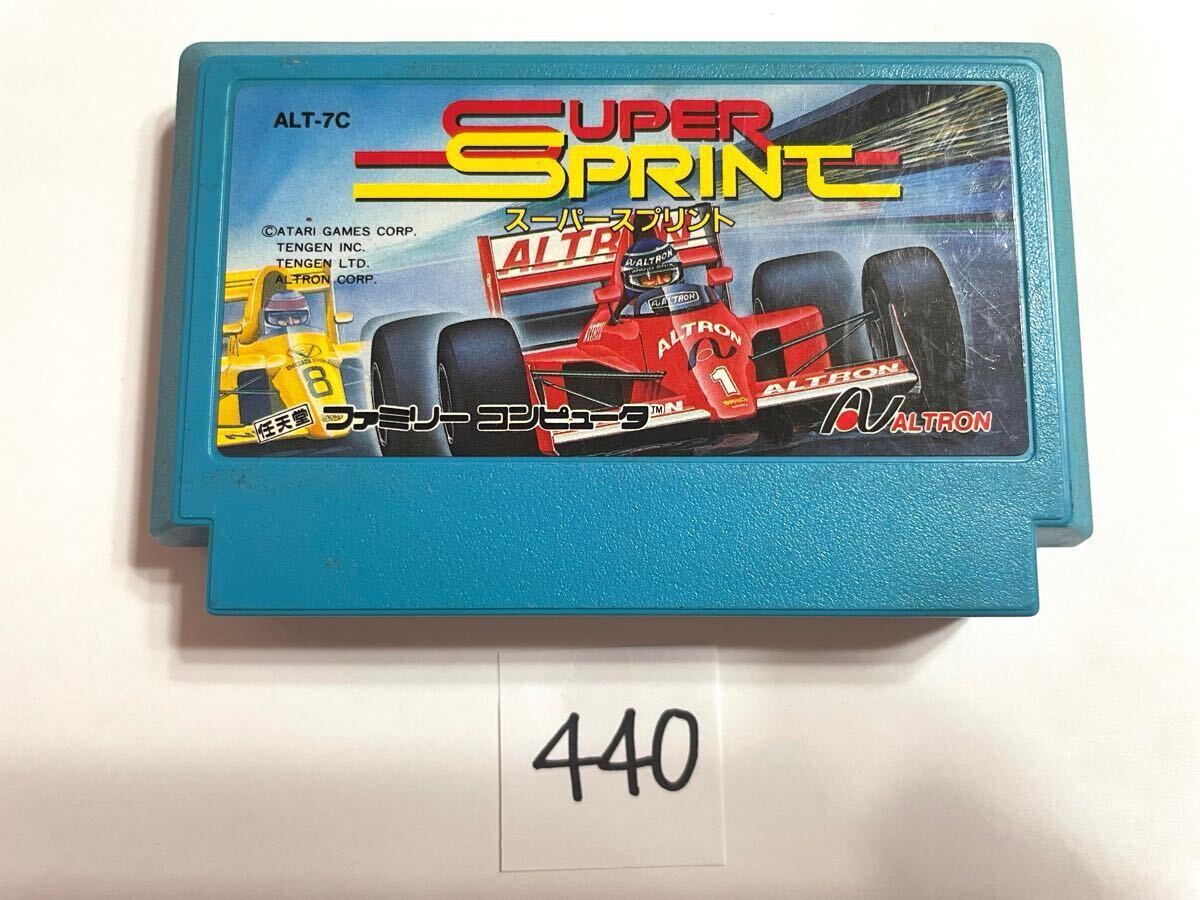 ALT-7C
SUPER
SPRINT
スーパースプリント
©ATARI GAMES CORP.
TENGEN INC.
TENGEN LTD.
ALTRON CORP.
ALTRON
ALTRON
ALTRON
ALTRON
1
ALTRON
8
任天堂 ファミリーコンピュータ™
ALTRON
440